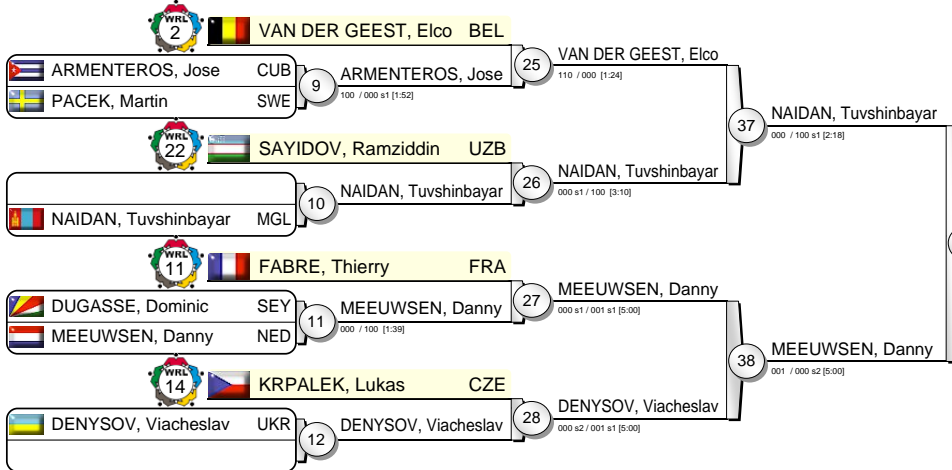 WRL
2
VAN DER GEEST, Elco BEL
ARMENTEROS, Jose CUB
PACEK, Martin SWE
9
ARMENTEROS, Jose
100 / 000 s1 [1:52]
25
VAN DER GEEST, Elco
110 / 000 [1:24]
WRL
22
SAYIDOV, Ramziddin UZB
NAIDAN, Tuvshinbayar MGL
10
NAIDAN, Tuvshinbayar
26
NAIDAN, Tuvshinbayar
000 s1 / 100 [3:10]
37
NAIDAN, Tuvshinbayar
000 / 100 s1 [2:18]
WRL
11
FABRE, Thierry FRA
DUGASSE, Dominic SEY
MEEUWSEN, Danny NED
11
MEEUWSEN, Danny
000 / 100 [1:39]
27
MEEUWSEN, Danny
000 s1 / 001 s1 [5:00]
WRL
14
KRPALEK, Lukas CZE
DENYSOV, Viacheslav UKR
12
DENYSOV, Viacheslav
28
DENYSOV, Viacheslav
000 s2 / 001 s1 [5:00]
38
MEEUWSEN, Danny
001 / 000 s2 [5:00]